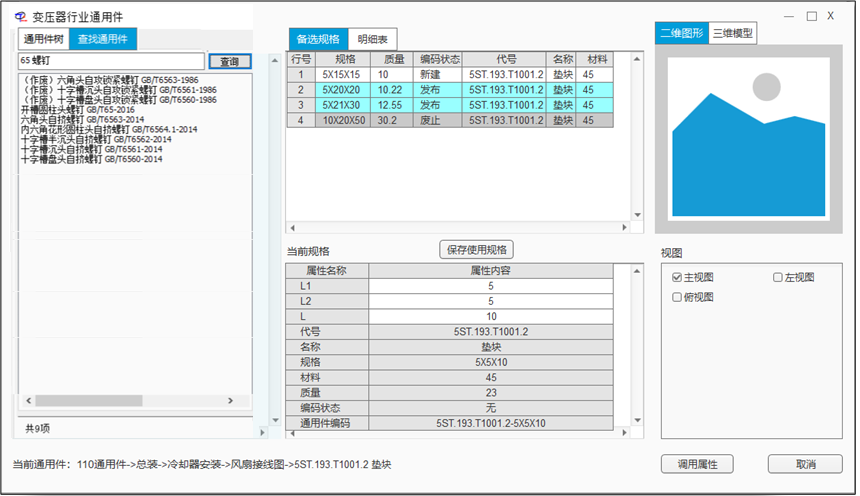 变压器行业通用件
通用件树 查找通用件
65 螺钉 查询
（作废）六角头自攻锁紧螺钉 GB/T6563-1986
（作废）十字槽沉头自攻锁紧螺钉 GB/T6561-1986
（作废）十字槽盘头自攻锁紧螺钉 GB/T6560-1986
开槽圆柱头螺钉 GB/T65-2016
六角头自挤螺钉 GB/T6563-2014
内六角花形圆柱头自挤螺钉 GB/T6564.1-2014
十字槽半沉头自挤螺钉 GB/T6562-2014
十字槽沉头自挤螺钉 GB/T6561-2014
十字槽盘头自挤螺钉 GB/T6560-2014
共9项
备选规格 明细表
行号 规格 质量 编码状态 代号 名称 材料
1 5X15X15 10 新建 5ST.193.T1001.2 垫块 45
2 5X20X20 10.22 发布 5ST.193.T1001.2 垫块 45
3 5X21X30 12.55 发布 5ST.193.T1001.2 垫块 45
4 10X20X50 30.2 废止 5ST.193.T1001.2 垫块 45
当前规格 保存使用规格
属性名称 属性内容
L1 5
L2 5
L 10
代号 5ST.193.T1001.2
名称 垫块
规格 5X5X10
材料 45
质量 23
编码状态 无
通用件编码 5ST.193.T1001.2-5X5X10
二维图形 三维模型
视图
主视图 左视图
俯视图
当前通用件：110通用件->总装->冷却器安装->风扇接线图->5ST.193.T1001.2 垫块
调用属性 取消